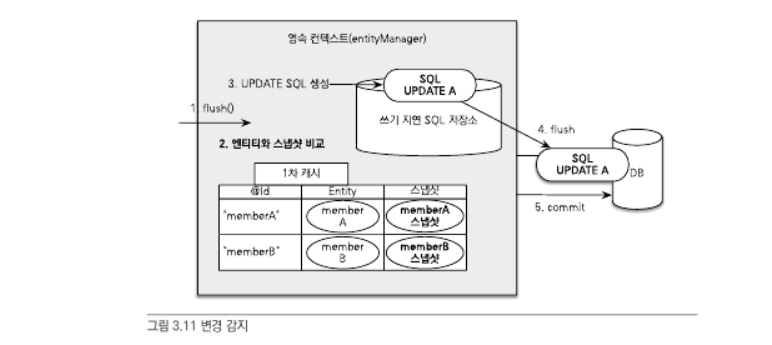 영속 컨텍스트(entityManager)
SQL
UPDATE A
3. UPDATE SQL 생성
1. flush()
쓰기 지연 SQL 저장소
4. flush
2. 엔티티와 스냅샷 비교
SQL
UPDATE A
DB
1차 캐시
@Id
Entity
스냅샷
5. commit
"memberA"
member
A
memberA
스냅샷
"memberB"
member
B
memberB
스냅샷
그림 3.11 변경 감지